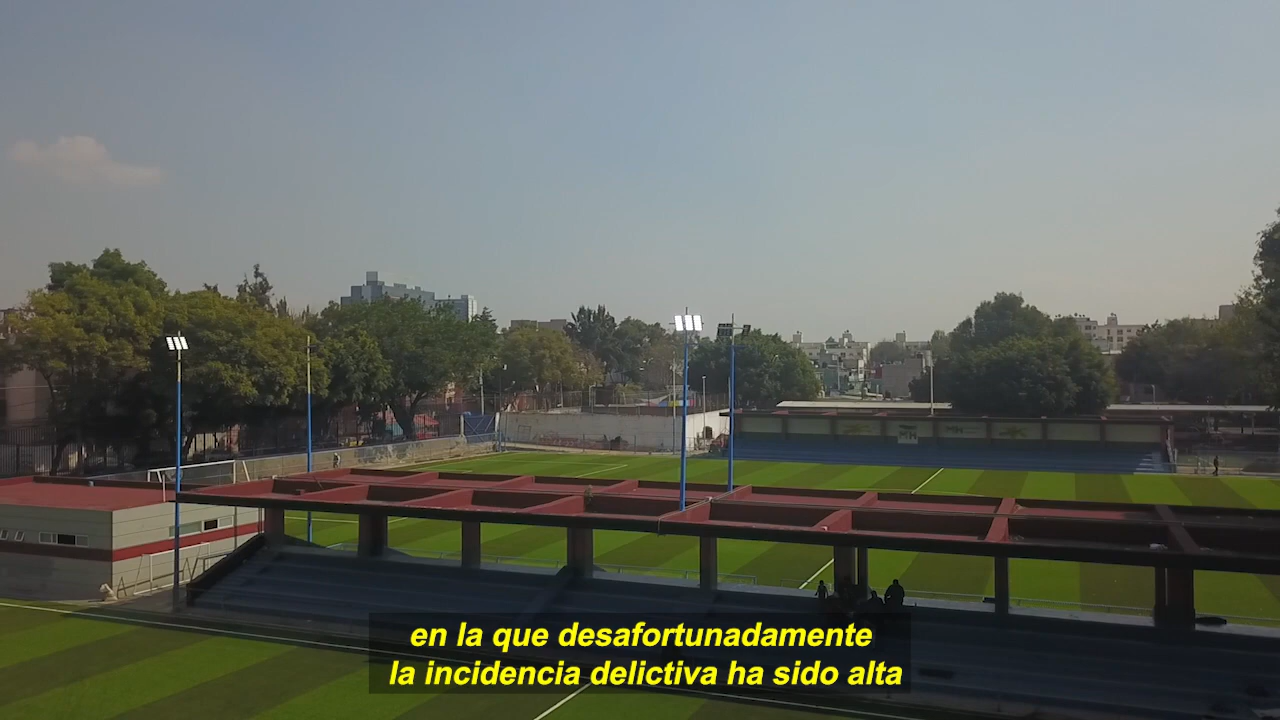 en la que desafortunadamente
la incidencia delictiva ha sido alta